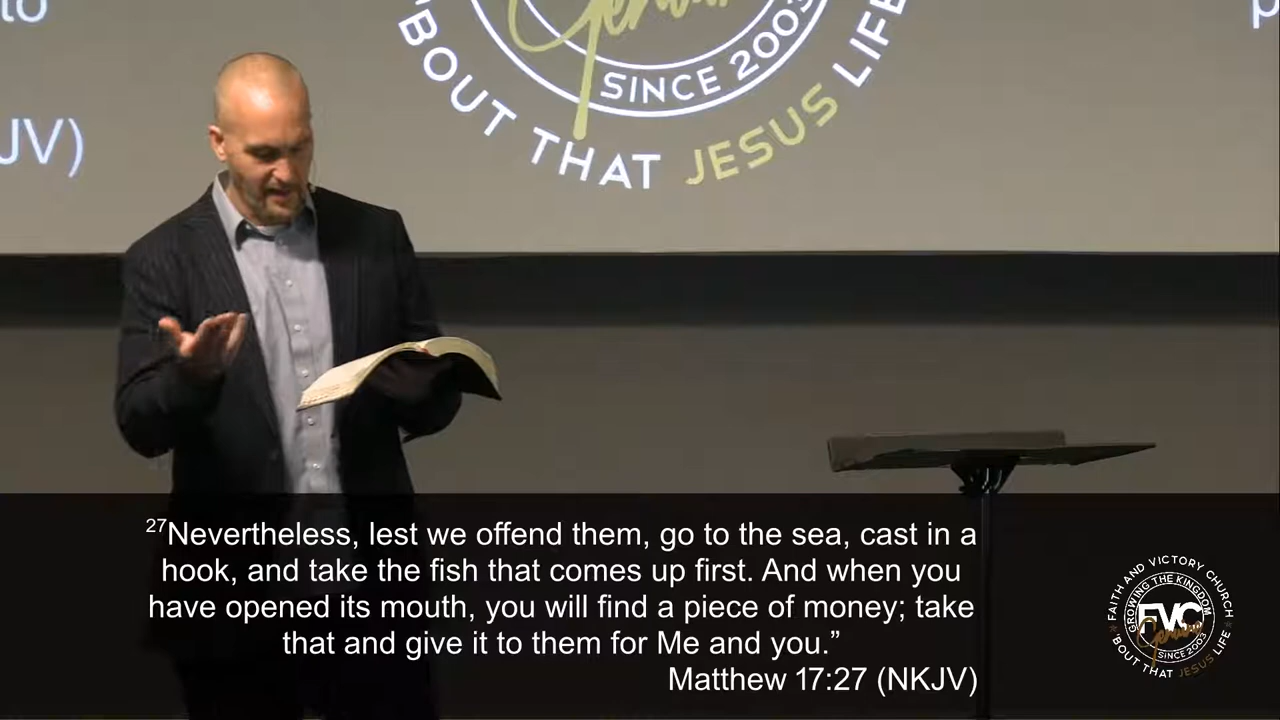 to
JV)
SINCE 2003
'BOUT THAT JESUS LIFE
27Nevertheless, lest we offend them, go to the sea, cast in a
hook, and take the fish that comes up first. And when you
have opened its mouth, you will find a piece of money; take
that and give it to them for Me and you.”
Matthew 17:27 (NKJV)
FAITH AND VICTORY CHURCH
GROWING THE KINGDOM
FVC
Genuine
SINCE 2003
'BOUT THAT JESUS LIFE